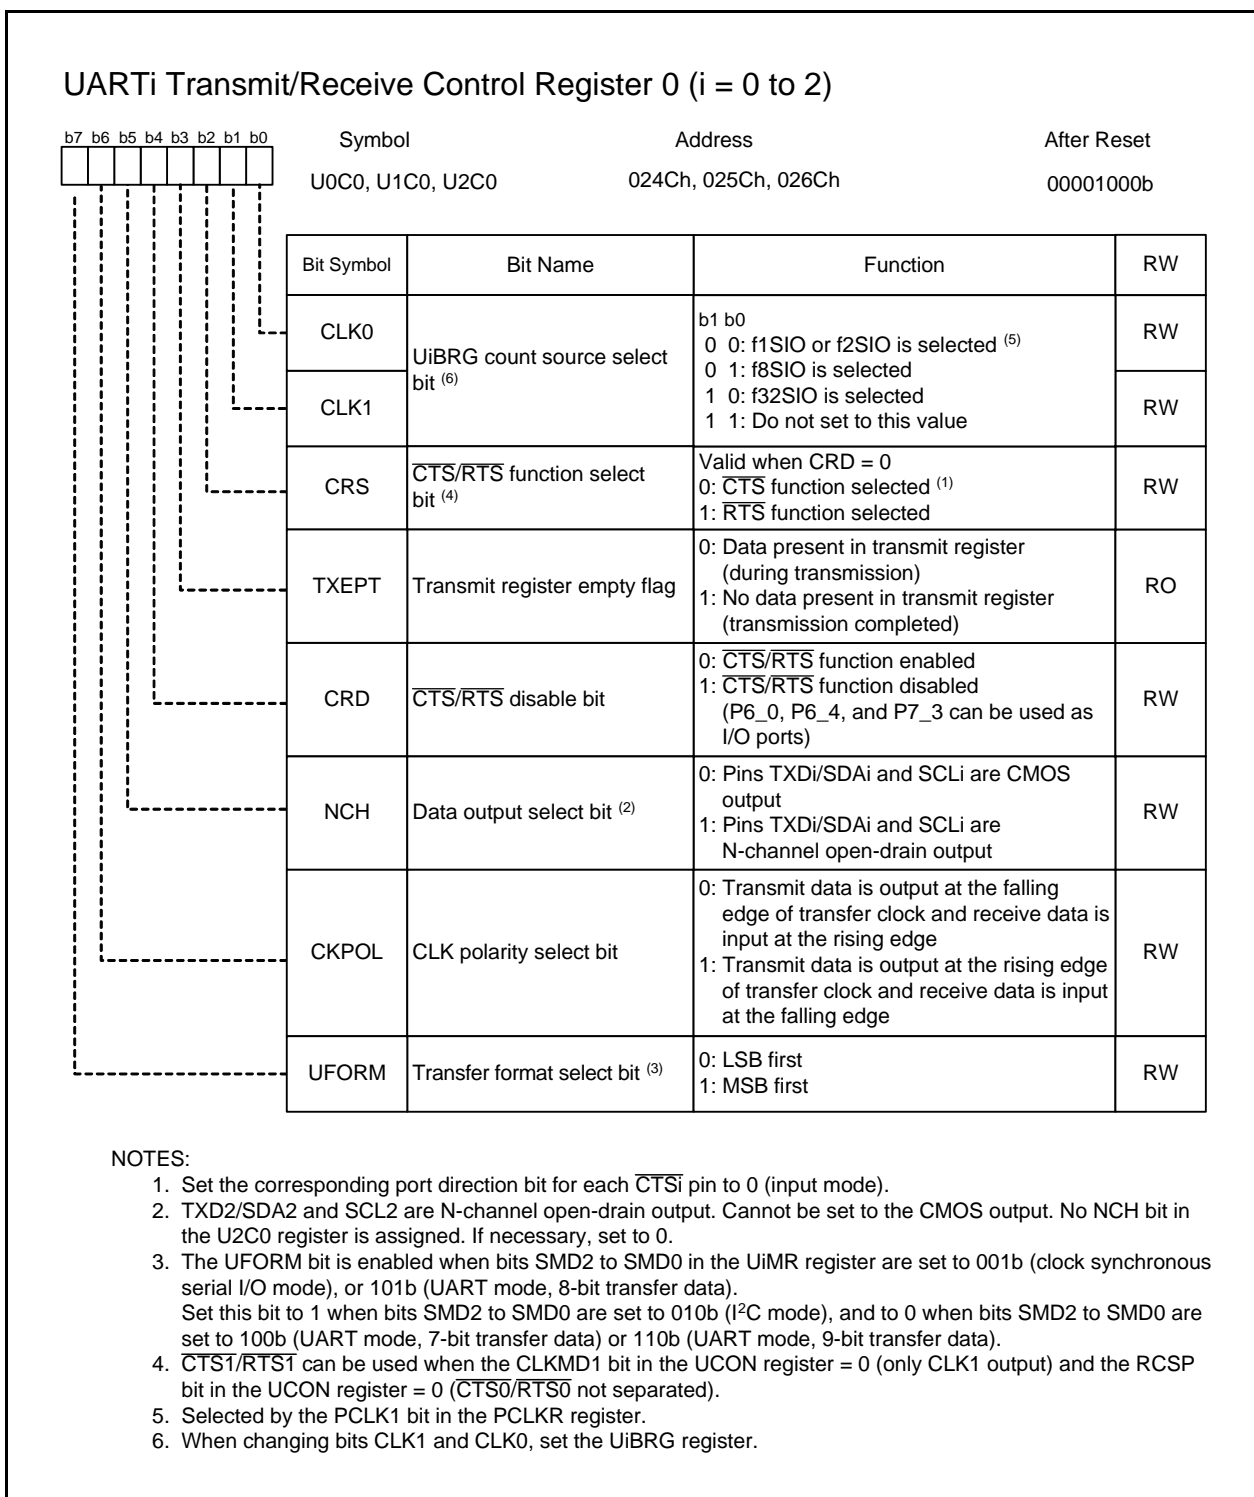 UARTi Transmit/Receive Control Register 0 (i = 0 to 2)
b7 b6 b5 b4 b3 b2 b1 b0
Symbol Address After Reset
U0C0, U1C0, U2C0 024Ch, 025Ch, 026Ch 00001000b
Bit Symbol Bit Name Function RW
CLK0
CLK1
UiBRG count source select
bit (6)
b1 b0
0 0: f1SIO or f2SIO is selected (5)
0 1: f8SIO is selected
1 0: f32SIO is selected
1 1: Do not set to this value
RW
RW
CRS
CTS/RTS function select
bit (4)
Valid when CRD = 0
0: CTS function selected (1)
1: RTS function selected
RW
TXEPT
Transmit register empty flag
0: Data present in transmit register
(during transmission)
1: No data present in transmit register
(transmission completed)
RO
CRD
CTS/RTS disable bit
0: CTS/RTS function enabled
1: CTS/RTS function disabled
(P6_0, P6_4, and P7_3 can be used as
I/O ports)
RW
NCH
Data output select bit (2)
0: Pins TXDi/SDAi and SCLi are CMOS
output
1: Pins TXDi/SDAi and SCLi are
N-channel open-drain output
RW
CKPOL
CLK polarity select bit
0: Transmit data is output at the falling
edge of transfer clock and receive data is
input at the rising edge
1: Transmit data is output at the rising edge
of transfer clock and receive data is input
at the falling edge
RW
UFORM
Transfer format select bit (3)
0: LSB first
1: MSB first
RW
NOTES:
1. Set the corresponding port direction bit for each CTSi pin to 0 (input mode).
2. TXD2/SDA2 and SCL2 are N-channel open-drain output. Cannot be set to the CMOS output. No NCH bit in
the U2C0 register is assigned. If necessary, set to 0.
3. The UFORM bit is enabled when bits SMD2 to SMD0 in the UiMR register are set to 001b (clock synchronous
serial I/O mode), or 101b (UART mode, 8-bit transfer data).
Set this bit to 1 when bits SMD2 to SMD0 are set to 010b (I²C mode), and to 0 when bits SMD2 to SMD0 are
set to 100b (UART mode, 7-bit transfer data) or 110b (UART mode, 9-bit transfer data).
4. CTS1/RTS1 can be used when the CLKMD1 bit in the UCON register = 0 (only CLK1 output) and the RCSP
bit in the UCON register = 0 (CTS0/RTS0 not separated).
5. Selected by the PCLK1 bit in the PCLKR register.
6. When changing bits CLK1 and CLK0, set the UiBRG register.